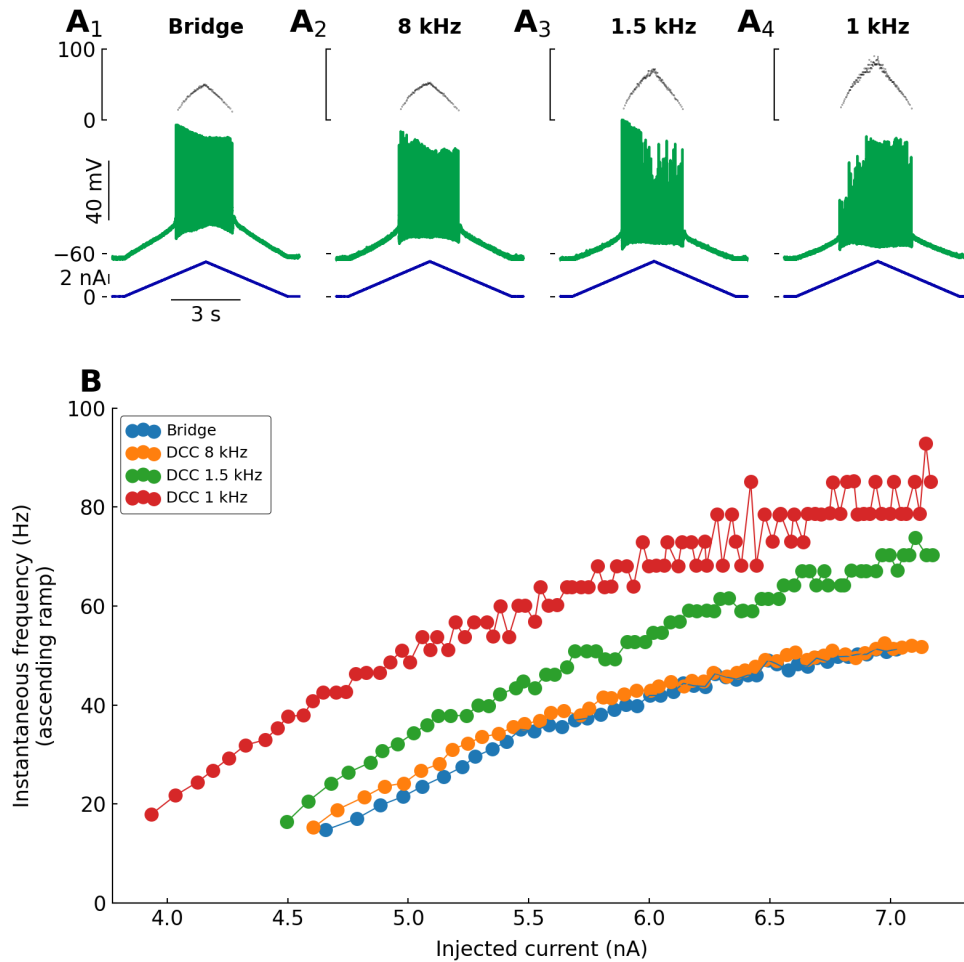 A1 Bridge A2 8 kHz A3 1.5 kHz A4 1 kHz
100
0
40 mV
−60
2 nA
0
3 s
B
100
80
60
40
20
0
Bridge
DCC 8 kHz
DCC 1.5 kHz
DCC 1 kHz
Instantaneous frequency (Hz)
(ascending ramp)
4.0 4.5 5.0 5.5 6.0 6.5 7.0
Injected current (nA)